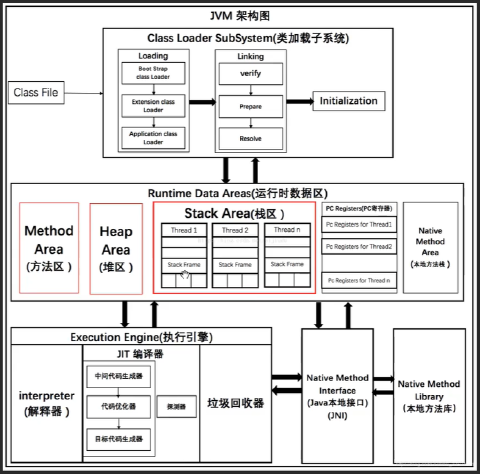 JVM 架构图
Class Loader SubSystem(类加载子系统)
Loading
Boot Strap
class Loader
Extension class
Loader
Application class
Loader
Linking
verify
Prepare
Resolve
Class File
Initialization
Runtime Data Areas(运行时数据区)
Method
Area
(方法区)
Heap
Area
(堆区)
Stack Area(栈区)
Thread 1
Stack Frame
Thread 2
Stack Frame
Thread n
Stack Frame
PC Registers(PC寄存器)
Pc Registers for Thread1
Pc Registers for Thread2
Pc Registers for Thread n
Native
Method
Area
(本地方法栈)
Execution Engine(执行引擎)
interpreter
(解释器)
JIT 编译器
中间代码生成器
代码优化器
目标代码生成器
探测器
垃圾回收器
Native Method
Interface
(Java本地接口)
(JNI)
Native Method
Library
(本地方法库)